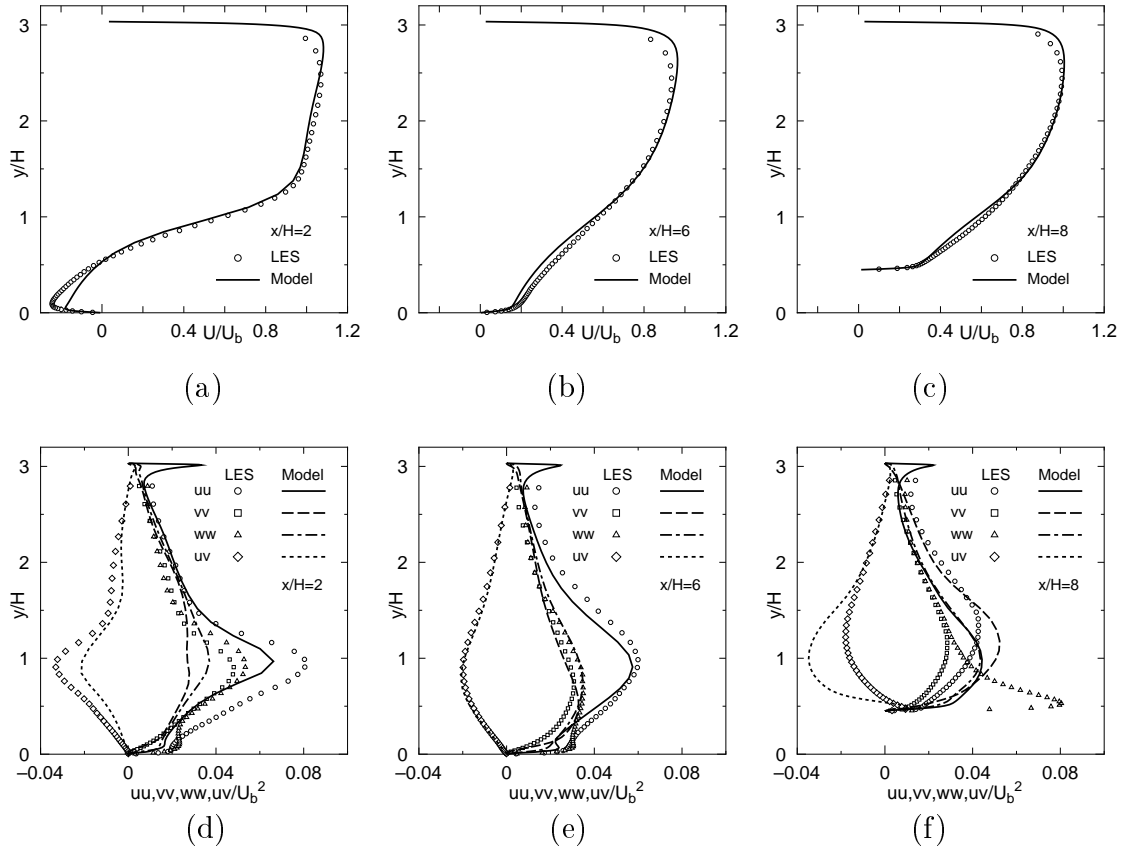 3
2
1
0
y/H
x/H=2
LES
Model
0 0.4 0.8 1.2
U/U_b
(a)
3
2
1
0
y/H
x/H=6
LES
Model
0 0.4 0.8 1.2
U/U_b
(b)
3
2
1
0
y/H
x/H=8
LES
Model
0 0.4 0.8 1.2
U/U_b
(c)
3
2
1
0
y/H
LES Model
uu
vv
ww
uv
x/H=2
−0.04 0 0.04 0.08
uu,vv,ww,uv/U_b^2
(d)
3
2
1
0
y/H
LES Model
uu
vv
ww
uv
x/H=6
−0.04 0 0.04 0.08
uu,vv,ww,uv/U_b^2
(e)
3
2
1
0
y/H
LES Model
uu
vv
ww
uv
x/H=8
−0.04 0 0.04 0.08
uu,vv,ww,uv/U_b^2
(f)